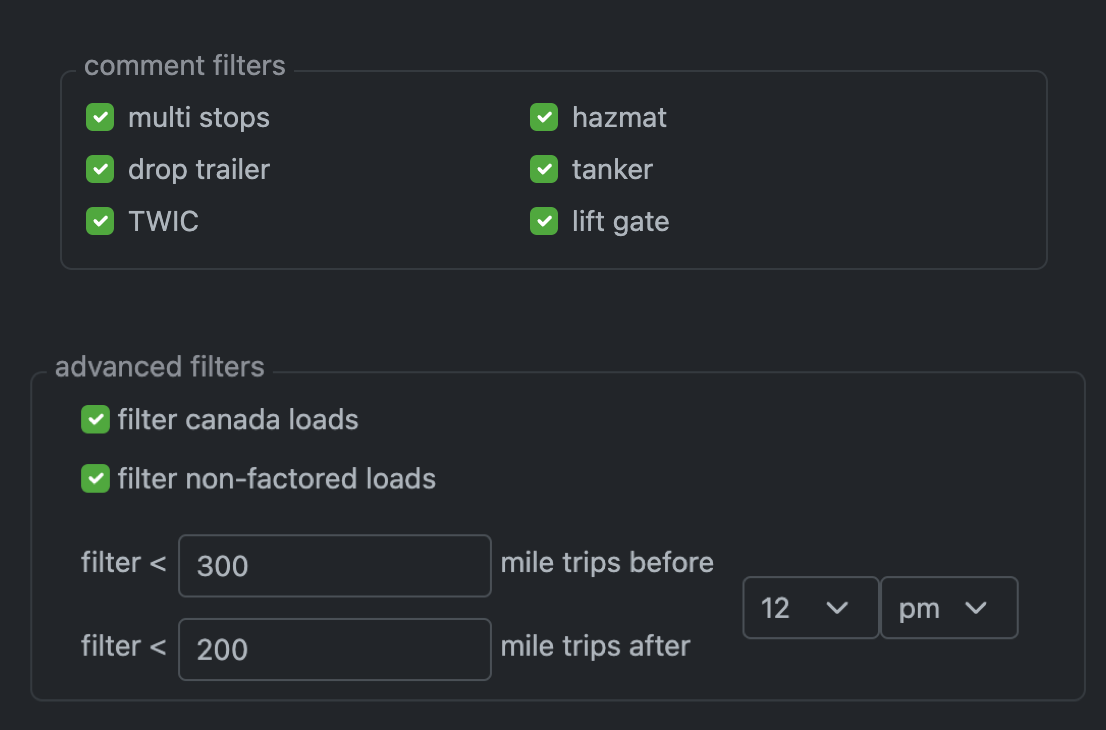 comment filters
multi stops
hazmat
drop trailer
tanker
TWIC
lift gate
advanced filters
filter canada loads
filter non-factored loads
filter < 300 mile trips before
12 pm
filter < 200 mile trips after